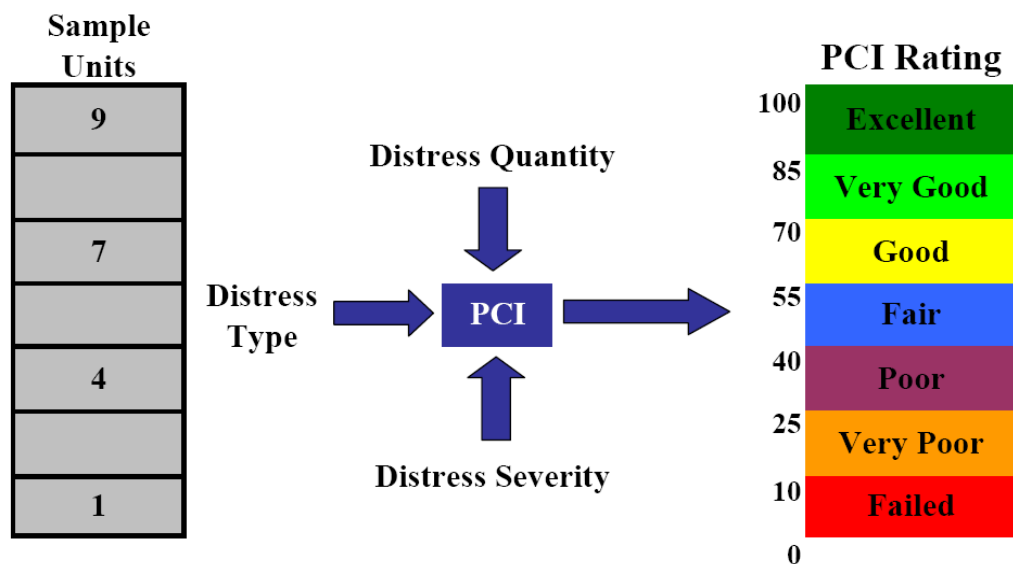 Sample
Units
9
7
4
1
Distress Quantity
Distress
Type
PCI
Distress Severity
PCI Rating
100
Excellent
85
Very Good
70
Good
55
Fair
40
Poor
25
Very Poor
10
Failed
0